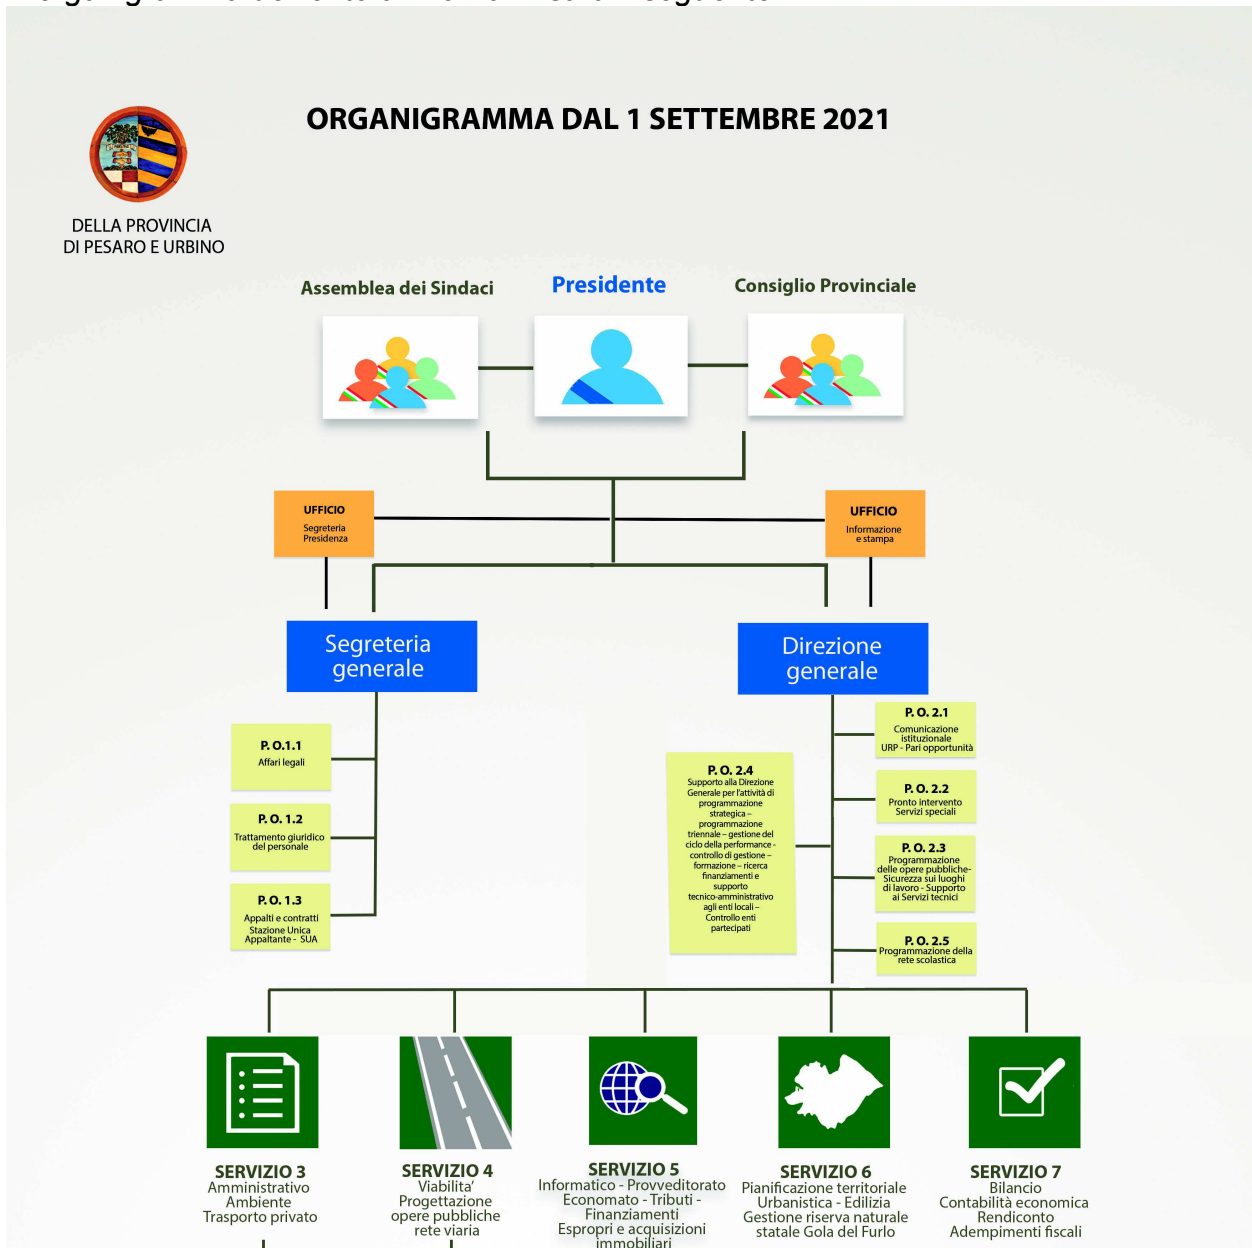 ORGANIGRAMMA DAL 1 SETTEMBRE 2021
DELLA PROVINCIA
DI PESARO E URBINO
Assemblea dei Sindaci
Presidente
Consiglio Provinciale
UFFICIO
Segreteria
Presidenza
UFFICIO
Informazione
e stampa
Segreteria
generale
Direzione
generale
P. O.1.1
Affari legali
P. O. 1.2
Trattamento giuridico
del personale
P. O. 1.3
Appalti e contratti
Stazione Unica
Appaltante - SUA
P. O. 2.4
Supporto alla Direzione
Generale per l'attività di
programmazione
strategica –
programmazione
triennale – gestione del
ciclo della performance -
controllo di gestione –
formazione – ricerca
finanziamenti e
supporto
tecnico-amministrativo
agli enti locali –
Controllo enti
partecipati
P. O. 2.1
Comunicazione
istituzionale
URP - Pari opportunità
P. O. 2.2
Pronto intervento
Servizi speciali
P. O. 2.3
Programmazione
delle opere pubbliche-
Sicurezza sui luoghi
di lavoro - Supporto
ai Servizi tecnici
P. O. 2.5
Programmazione della
rete scolastica
SERVIZIO 3
Amministrativo
Ambiente
Trasporto privato
SERVIZIO 4
Viabilita'
Progettazione
opere pubbliche
rete viaria
SERVIZIO 5
Informatico - Provveditorato
Economato - Tributi -
Finanziamenti
Espropri e acquisizioni
immobiliari
SERVIZIO 6
Pianificazione territoriale
Urbanistica - Edilizia
Gestione riserva naturale
statale Gola del Furlo
SERVIZIO 7
Bilancio
Contabilità economica
Rendiconto
Adempimenti fiscali